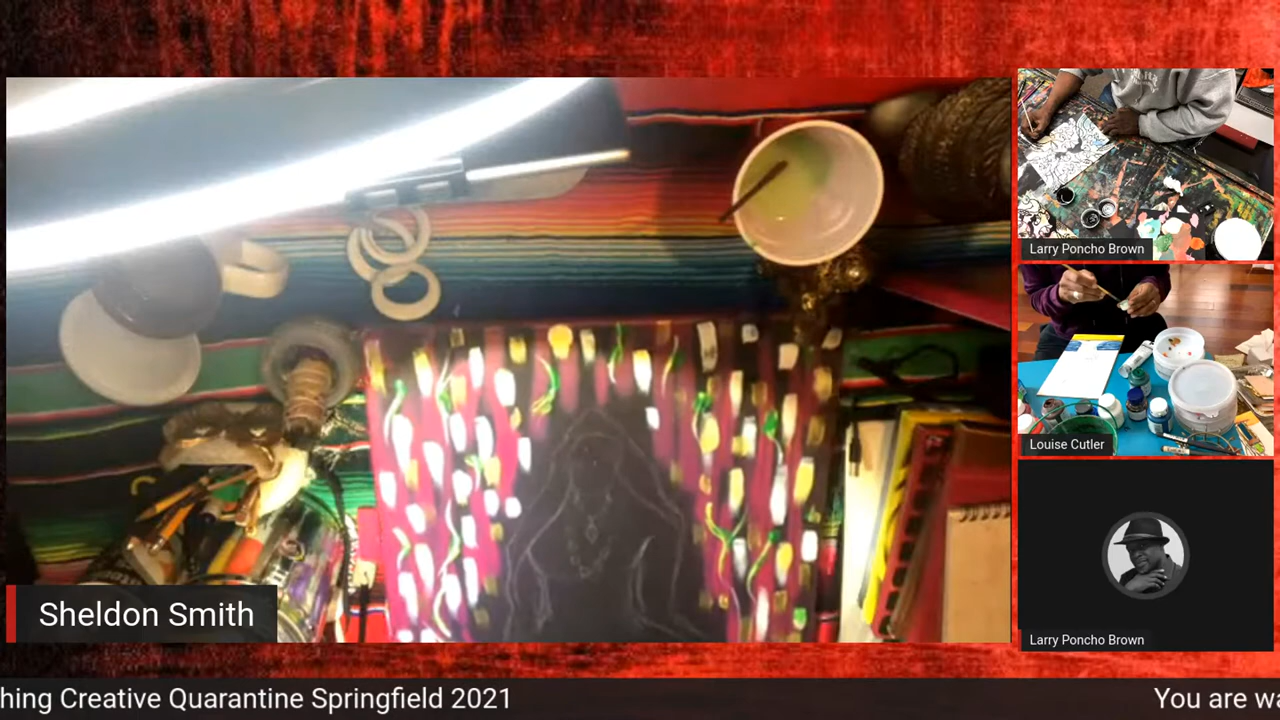 Larry Poncho Brown
Louise Cutler
Sheldon Smith
Larry Poncho Brown
hing Creative Quarantine Springfield 2021
You are wa